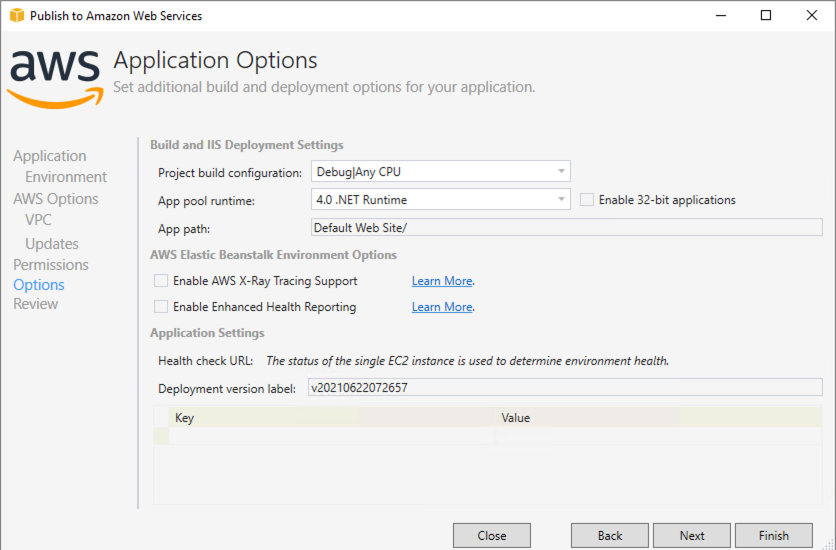 Publish to Amazon Web Services
aws
Application Options
Set additional build and deployment options for your application.
Application
Environment
AWS Options
VPC
Updates
Permissions
Options
Review
Build and IIS Deployment Settings
Project build configuration: Debug|Any CPU
App pool runtime: 4.0 .NET Runtime Enable 32-bit applications
App path: Default Web Site/
AWS Elastic Beanstalk Environment Options
Enable AWS X-Ray Tracing Support Learn More.
Enable Enhanced Health Reporting Learn More.
Application Settings
Health check URL: The status of the single EC2 instance is used to determine environment health.
Deployment version label: v20210622072657
Key Value
Close Back Next Finish